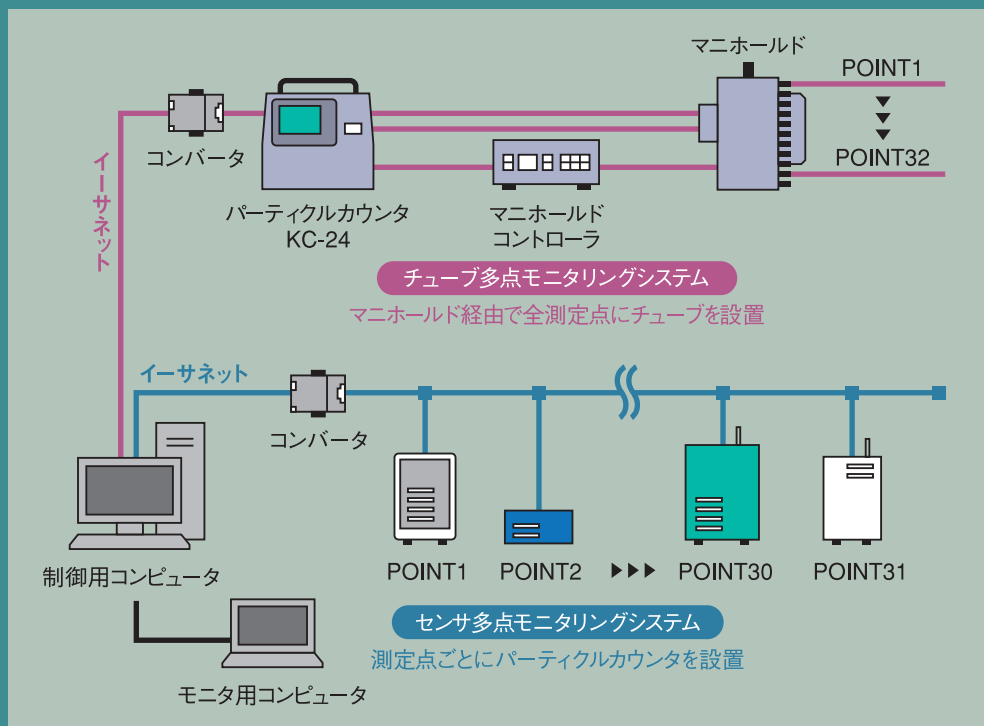 マニホールド
POINT1
POINT32
コンバータ
イーサネット
パーティクルカウンタ
KC-24
マニホールド
コントローラ
チューブ多点モニタリングシステム
マニホールド経由で全測定点にチューブを設置
イーサネット
コンバータ
POINT1
POINT2
POINT30
POINT31
制御用コンピュータ
センサ多点モニタリングシステム
測定点ごとにパーティクルカウンタを設置
モニタ用コンピュータ